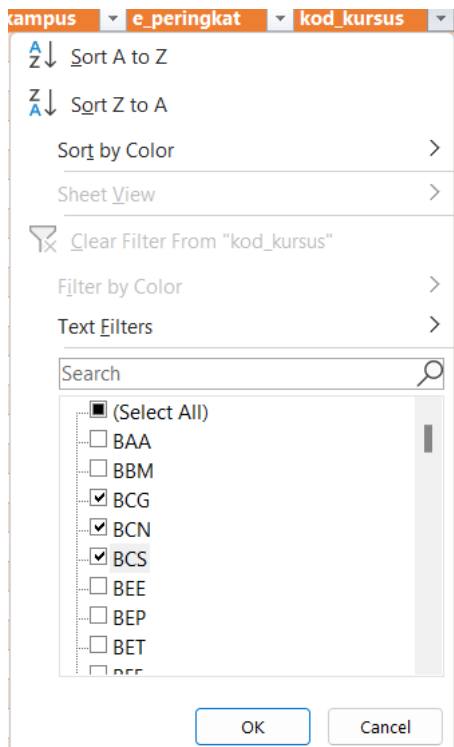 kampus e_peringkat kod_kursus
Sort A to Z
Sort Z to A
Sort by Color
Sheet View
Clear Filter From "kod_kursus"
Filter by Color
Text Filters
Search
(Select All)
BAA
BBM
BCG
BCN
BCS
BEE
BEP
BET
OK Cancel